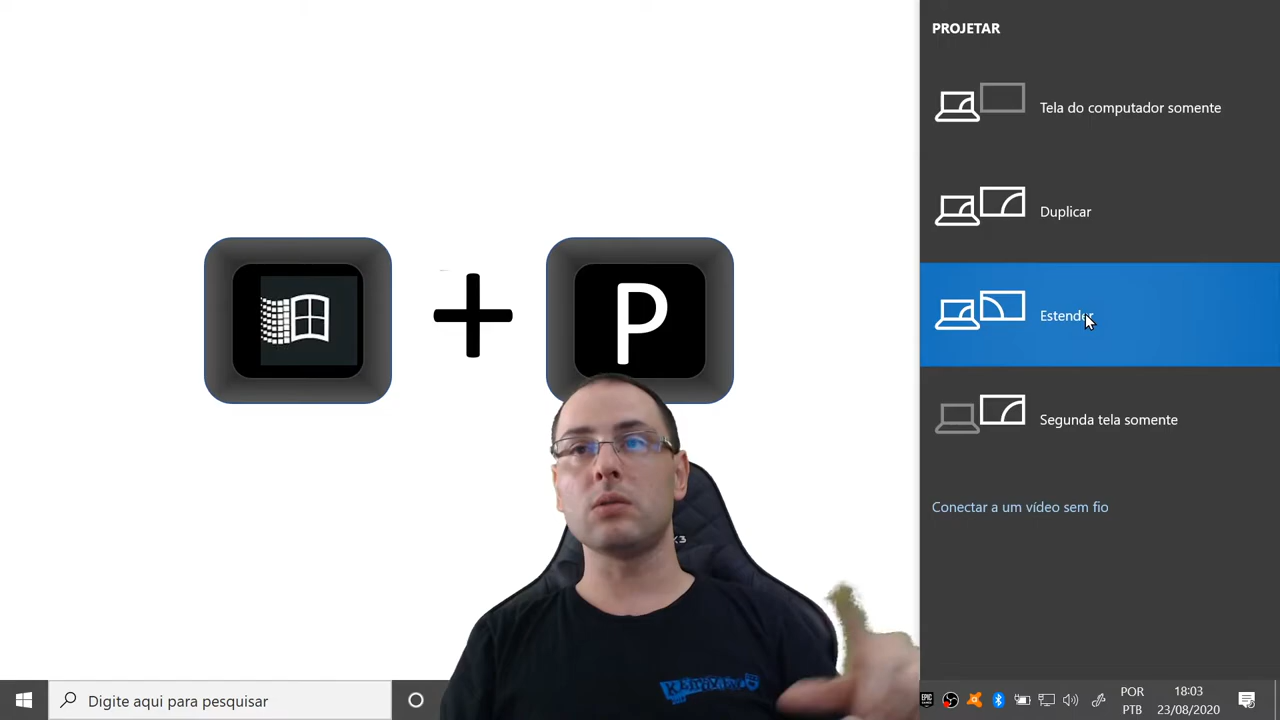 PROJETAR
Tela do computador somente
Duplicar
P
Estender
Segunda tela somente
Conectar a um vídeo sem fio
Digite aqui para pesquisar
EPIC
POR
PTB
18:03
23/08/2020